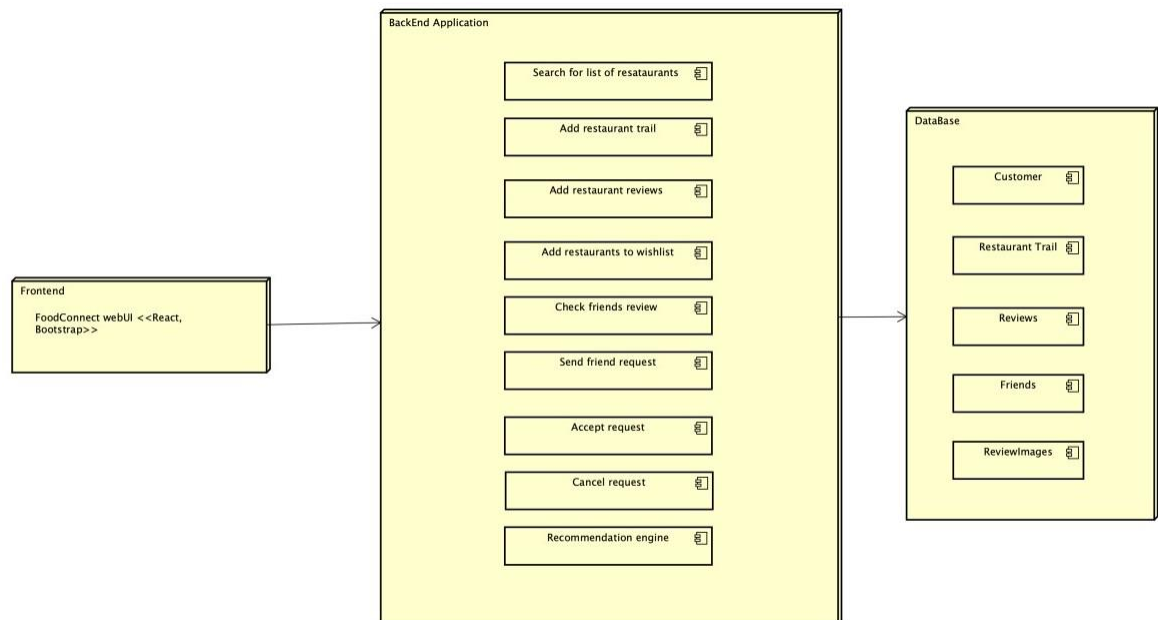 BackEnd Application
Search for list of resataurants
Add restaurant trail
Add restaurant reviews
Add restaurants to wishlist
Check friends review
Send friend request
Accept request
Cancel request
Recommendation engine
Frontend
FoodConnect webUI <<React,
Bootstrap>>
DataBase
Customer
Restaurant Trail
Reviews
Friends
ReviewImages